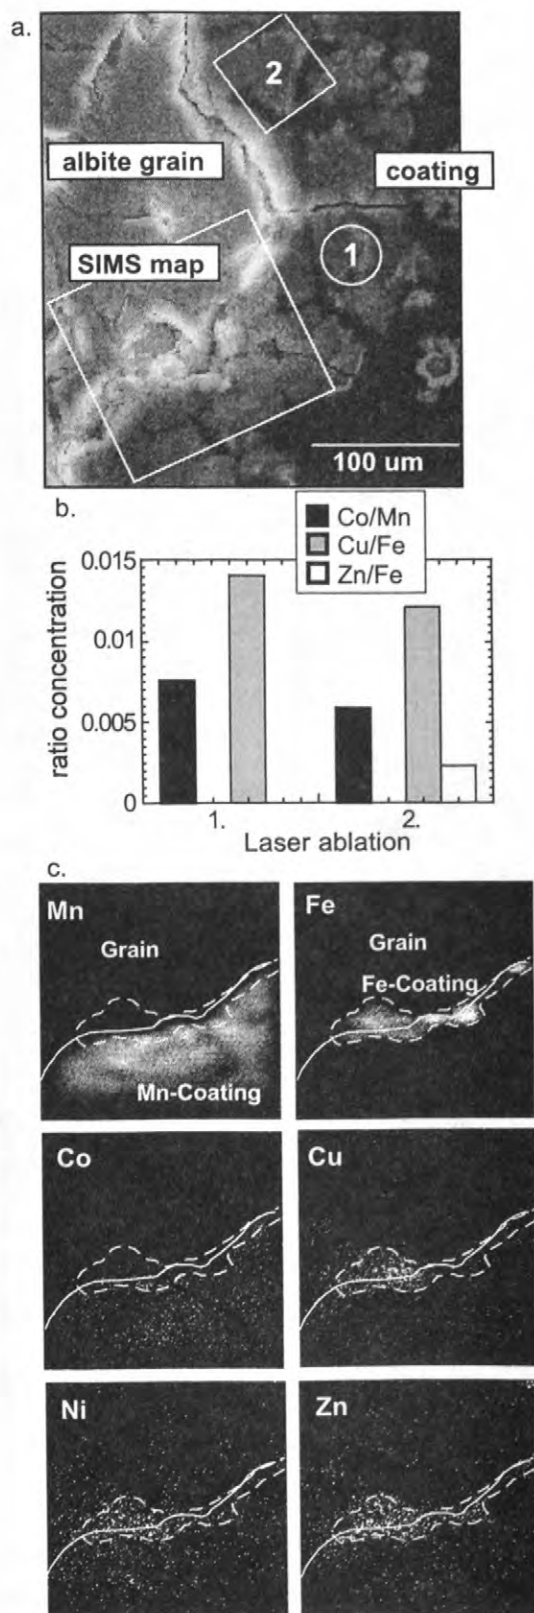 a.
2
albite grain
coating
SIMS map
1
100 um
b.
Co/Mn
Cu/Fe
Zn/Fe
0.015
0.01
0.005
0
ratio concentration
1. 2.
Laser ablation
c.
Mn Fe
Grain Grain
Fe-Coating
Mn-Coating
Co Cu
Ni Zn